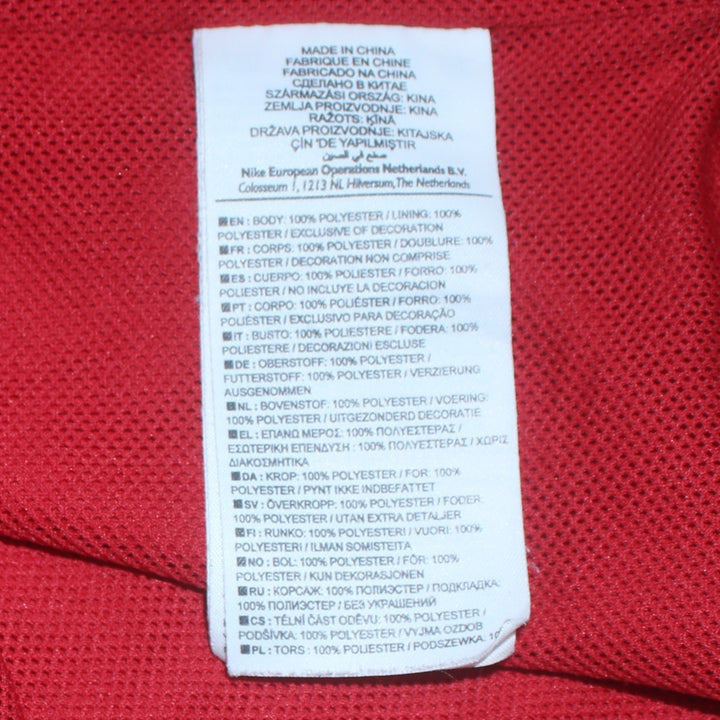 MADE IN CHINA
FABRIQUE EN CHINE
FABRICADO NA CHINA
СДЕЛАНО В КИТАЕ
SZÁRMAZÁSI ORSZÁG: KÍNA
ZEMLJA PROIZVODNJE: KINA
RAŽOTS: ĶĪNA
DRŽAVA PROIZVODNJE: KITAJSKA
ÇİN 'DE YAPILMIŞTIR
صنع في الصين
Nike European Operations Netherlands B.V.
Colosseum 1, 1213 NL Hilversum, The Netherlands
EN : BODY: 100% POLYESTER / LINING: 100%
POLYESTER / EXCLUSIVE OF DECORATION
FR : CORPS: 100% POLYESTER / DOUBLURE: 100%
POLYESTER / DECORATION NON COMPRISE
ES : CUERPO: 100% POLIESTER / FORRO: 100%
POLIESTER / NO INCLUYE LA DECORACION
PT : CORPO: 100% POLIÉSTER / FORRO: 100%
POLIÉSTER / EXCLUSIVO PARA DECORAÇÃO
IT : BUSTO: 100% POLIESTERE / FODERA: 100%
POLIESTERE / DECORAZIONI ESCLUSE
DE : OBERSTOFF: 100% POLYESTER /
FUTTERSTOFF: 100% POLYESTER / VERZIERUNG
AUSGENOMMEN
NL : BOVENSTOF: 100% POLYESTER / VOERING:
100% POLYESTER / UITGEZONDERD DECORATIE
EL : ΕΠΑΝΩ ΜΕΡΟΣ: 100% ΠΟΛΥΕΣΤΕΡΑΣ /
ΕΣΩΤΕΡΙΚΗ ΕΠΕΝΔΥΣΗ : 100% ΠΟΛΥΕΣΤΕΡΑΣ / ΧΩΡΙΣ
ΔΙΑΚΟΣΜΗΤΙΚΑ
DA : KROP: 100% POLYESTER / FOR: 100%
POLYESTER / PYNT IKKE INDBEFATTET
SV : ÖVERKROPP: 100% POLYESTER / FODER:
100% POLYESTER / UTAN EXTRA DETALJER
FI : RUNKO: 100% POLYESTERI / VUORI: 100%
POLYESTERI / ILMAN SOMISTEITA
NO : BOL: 100% POLYESTER / FÔR: 100%
POLYESTER / KUN DEKORASJONEN
RU : КОРСАЖ: 100% ПОЛИЭСТЕР / ПОДКЛАДКА:
100% ПОЛИЭСТЕР / БЕЗ УКРАШЕНИЙ
CS : TĚLNÍ ČÁST ODĚVU: 100% POLYESTER /
PODŠÍVKA: 100% POLYESTER / VYJMA OZDOB
PL : TORS : 100% POLIESTER / PODSZEWKA: 10